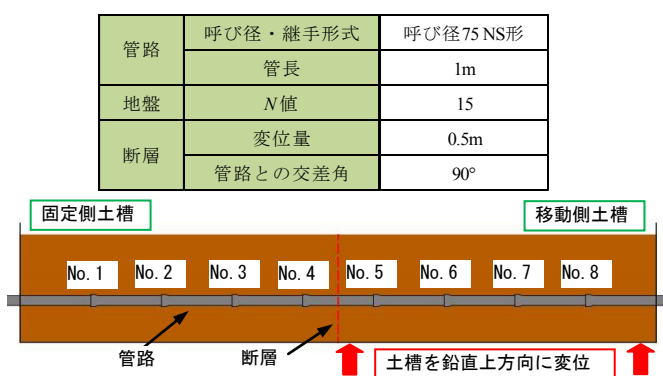 管路 呼び径・継手形式 呼び径75 NS形
管長 1m
地盤 N値 15
断層 変位量 0.5m
管路との交差角 90°
固定側土槽 移動側土槽
No. 1 No. 2 No. 3 No. 4 No. 5 No. 6 No. 7 No. 8
管路 断層 土槽を鉛直上方向に変位